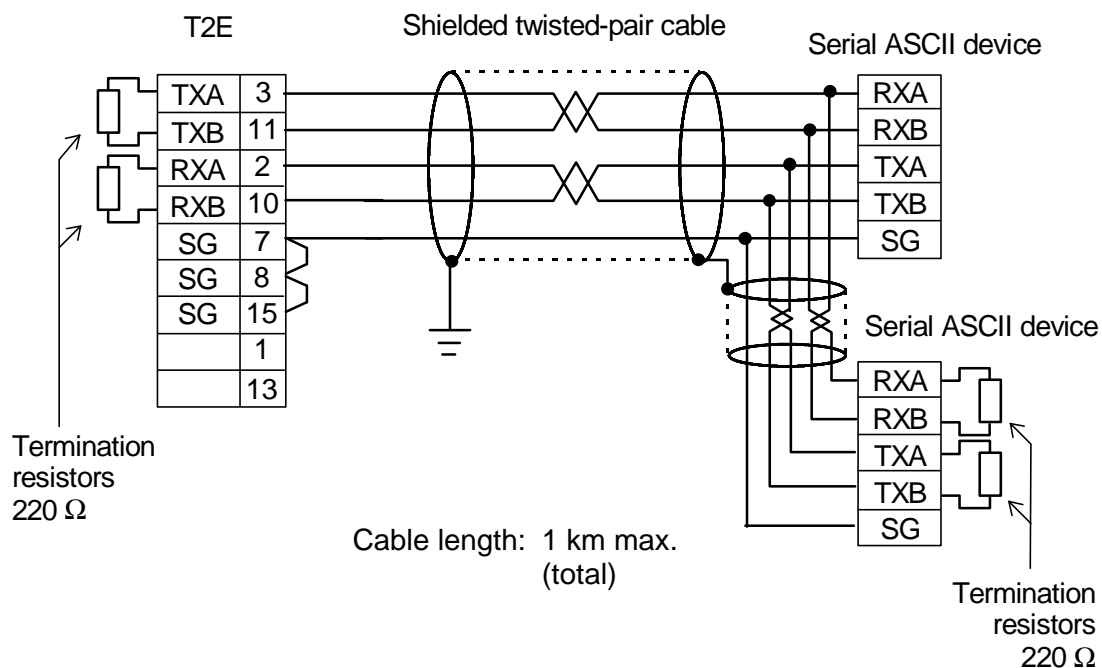 T2E
Shielded twisted-pair cable
Serial ASCII device
TXA 3
TXB 11
RXA 2
RXB 10
SG 7
SG 8
SG 15
1
13
RXA
RXB
TXA
TXB
SG
Serial ASCII device
RXA
RXB
TXA
TXB
SG
Termination
resistors
220 Ω
Cable length: 1 km max.
(total)
Termination
resistors
220 Ω